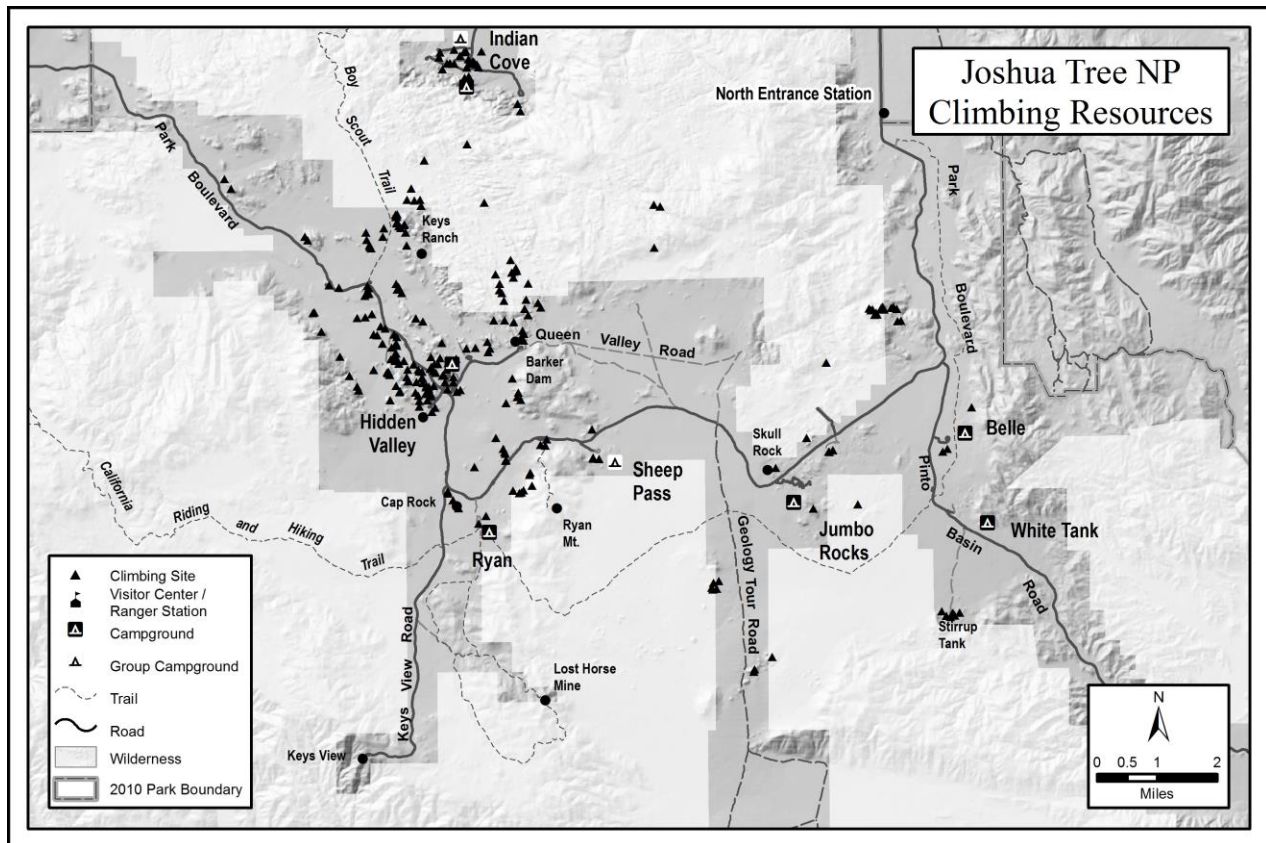 Joshua Tree NP
Climbing Resources
Indian
Cove
North Entrance Station
Boy
Scout
Trail
Park
Boulevard
Keys
Ranch
Park
Boulevard
Queen Valley Road
Barker
Dam
Hidden
Valley
Skull
Rock
Belle
Sheep
Pass
Pinto
Basin
Road
Cap Rock
Ryan
Mt.
White Tank
Jumbo
Rocks
California
Riding
and
Hiking
Trail
Ryan
Geology Tour Road
Stirrup
Tank
Keys View Road
Lost Horse
Mine
Keys View
Climbing Site
Visitor Center /
Ranger Station
Campground
Group Campground
Trail
Road
Wilderness
2010 Park Boundary
N
0 0.5 1 2
Miles